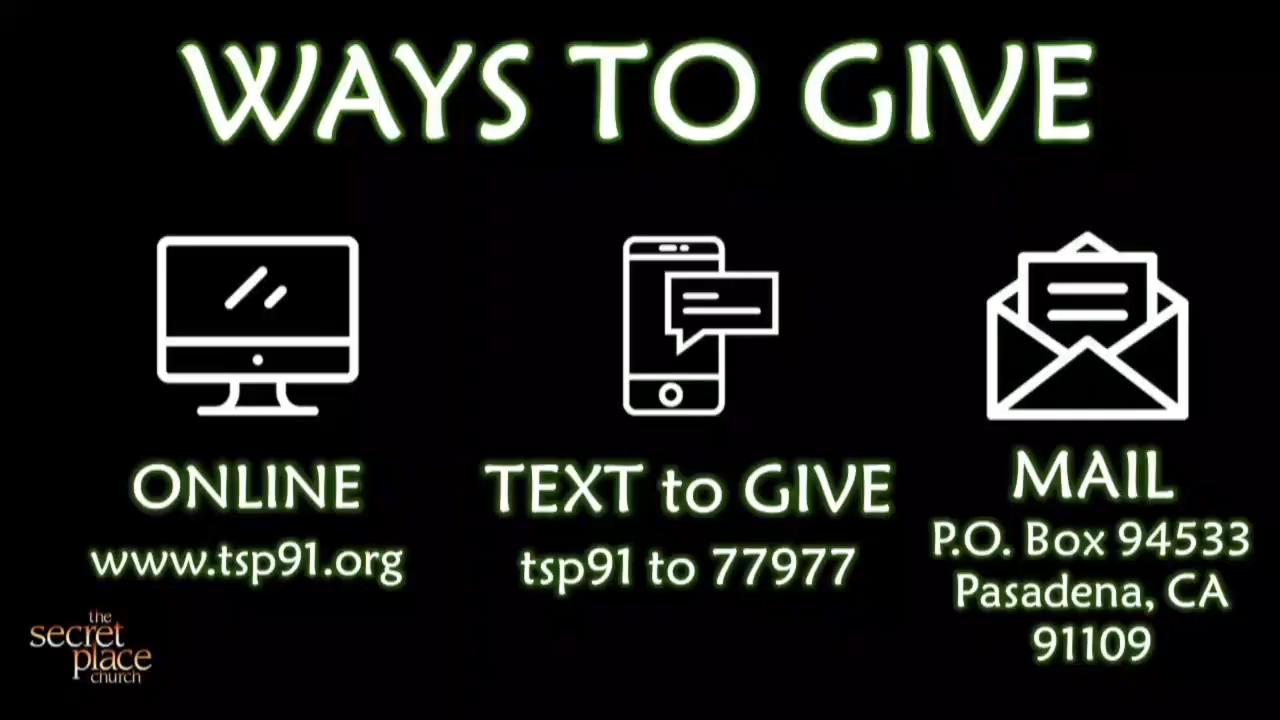 WAYS TO GIVE
ONLINE
www.tsp91.org
TEXT to GIVE
tsp91 to 77977
MAIL
P.O. Box 94533
Pasadena, CA
91109
the
secret
place
church